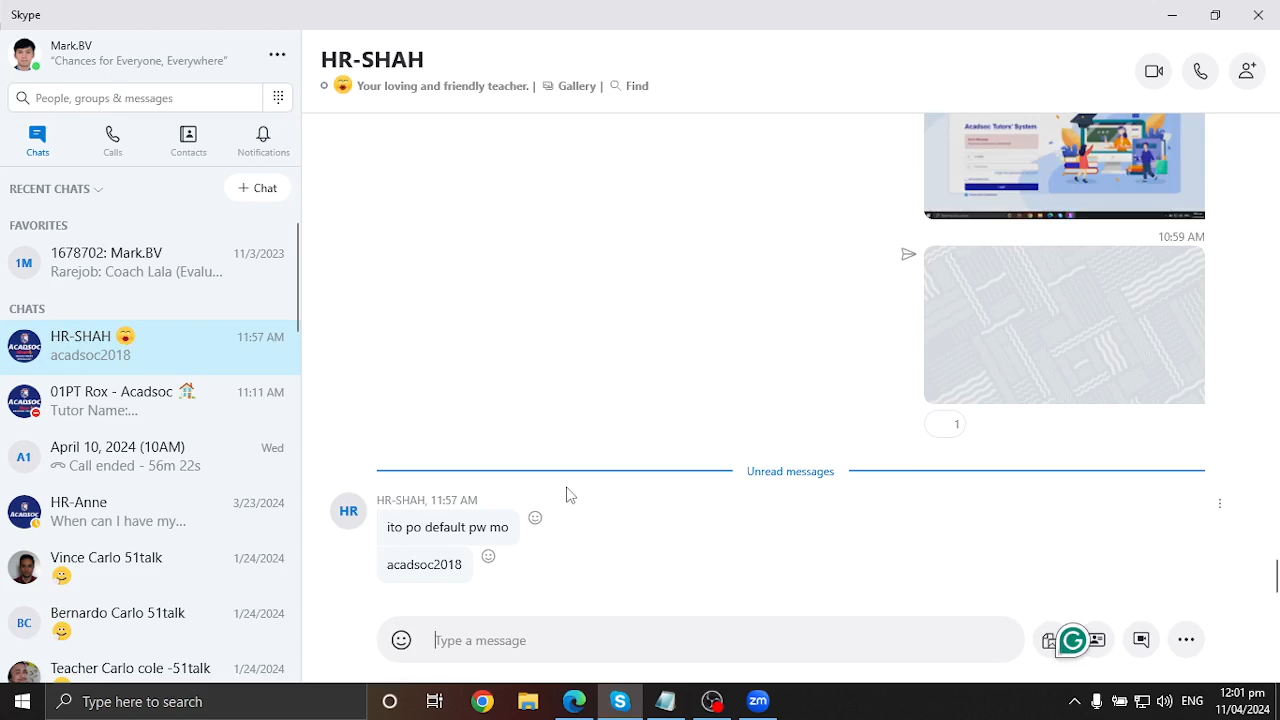 Skype
Mark.BV
"Chances for Everyone, Everywhere"
People, groups & messages
Chats
Calls
Contacts
Notifications
RECENT CHATS
+ Chat
FAVORITES
1M
1678702: Mark.BV
11/3/2023
Rarejob: Coach Lala (Evalu...
CHATS
ACADSOC
HR-SHAH
11:57 AM
acadsoc2018
ACADSOC
01PT Rox - Acadsoc
11:11 AM
Tutor Name:...
A1
April 10, 2024 (10AM)
Wed
Call ended - 56m 22s
ACADSOC
HR-Anne
3/23/2024
When can I have my...
Vince Carlo 51talk
1/24/2024
BC
Bernardo Carlo 51talk
1/24/2024
Teacher Carlo cole -51talk
1/24/2024
HR-SHAH
Your loving and friendly teacher. | Gallery | Find
Acadsoc Tutors' System
Login
10:59 AM
1
Unread messages
HR
HR-SHAH, 11:57 AM
ito po default pw mo
acadsoc2018
Type a message
Type here to search
zm
12:01 pm
11/04/2024